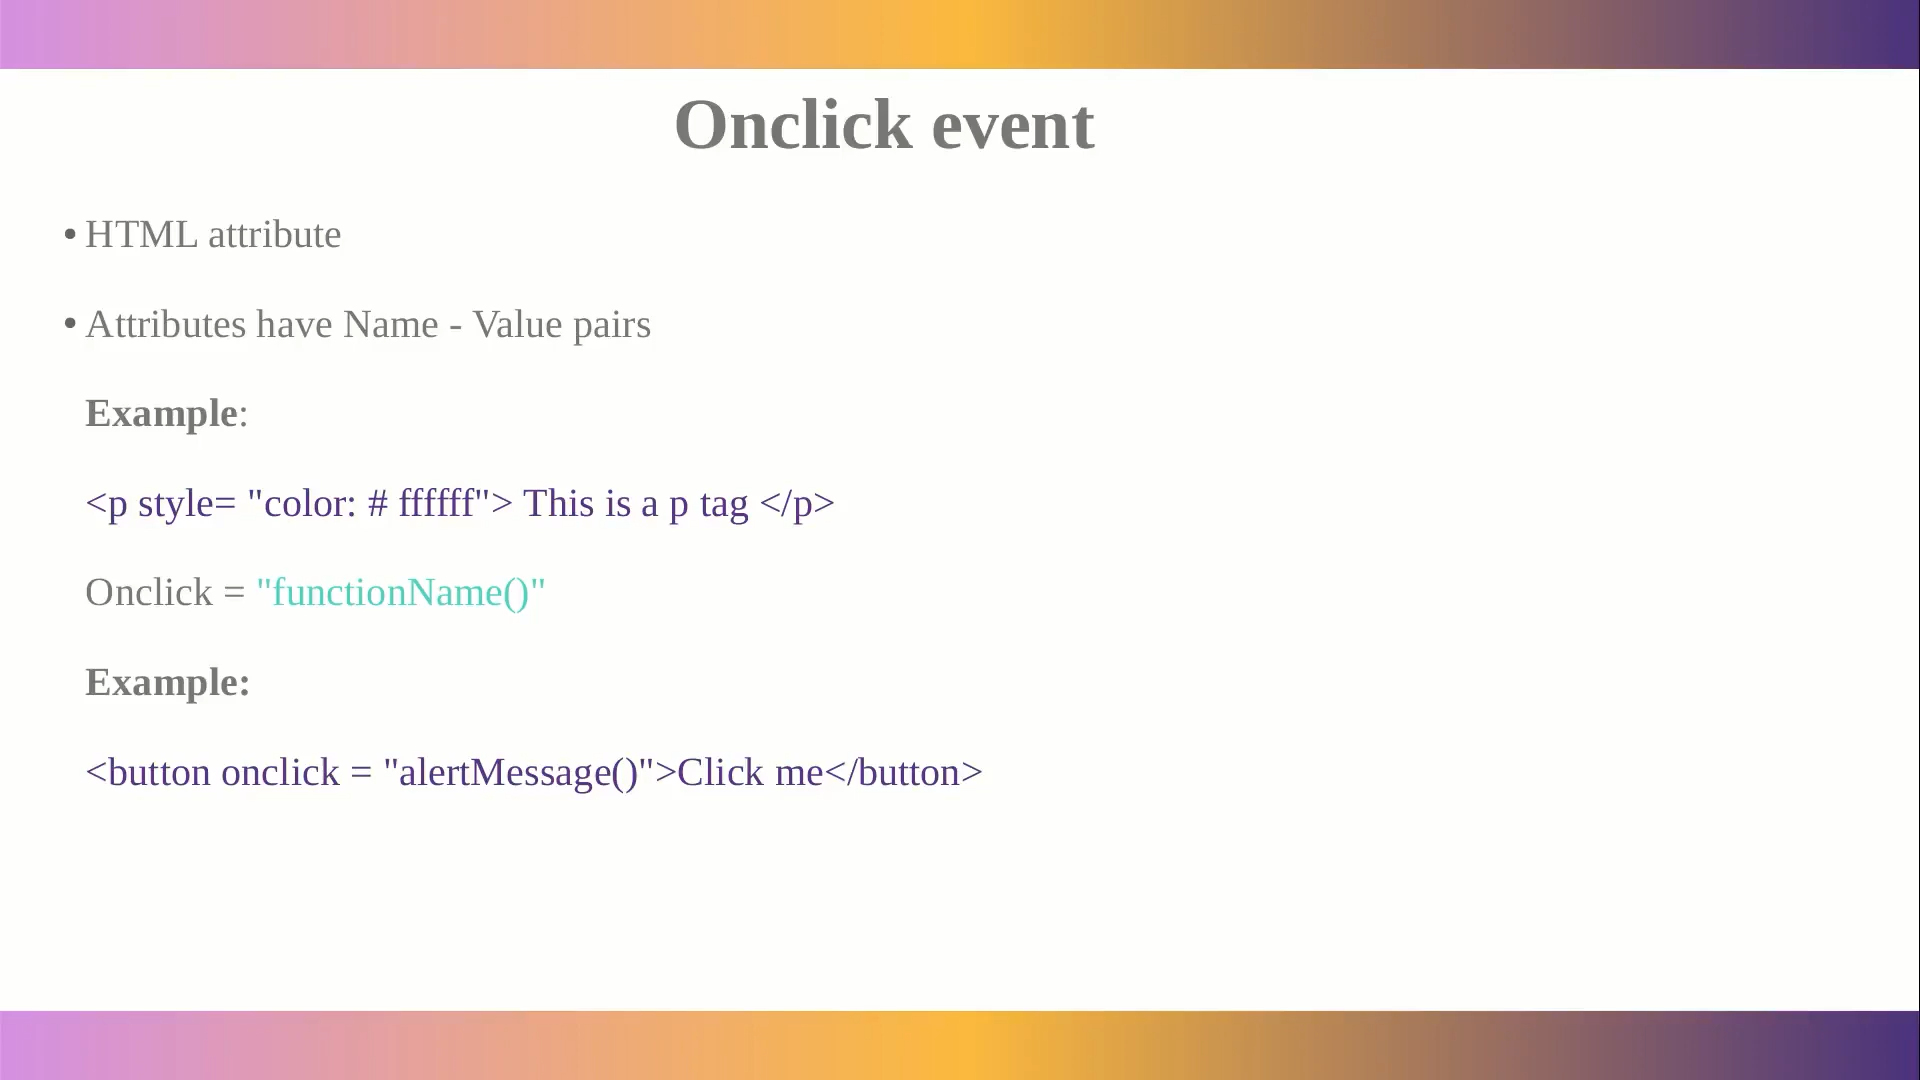 Onclick event
• HTML attribute
• Attributes have Name - Value pairs
Example:
<p style= "color: # ffffff"> This is a p tag </p>
Onclick = "functionName()"
Example:
<button onclick = "alertMessage()">Click me</button>